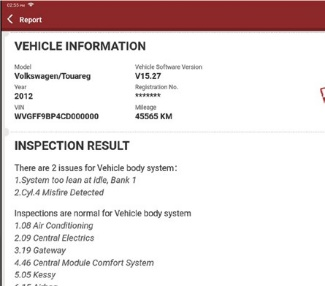 02:55 PM
Report
VEHICLE INFORMATION
Model
Volkswagen/Touareg
Vehicle Software Version
V15.27
Year
2012
Registration No.
*******
VIN
WVGFF9BP4CD000000
Mileage
45565 KM
INSPECTION RESULT
There are 2 issues for Vehicle body system:
1.System too lean at idle, Bank 1
2.Cyl.4 Misfire Detected
Inspections are normal for Vehicle body system
1.08 Air Conditioning
2.09 Central Electrics
3.19 Gateway
4.46 Central Module Comfort System
5.05 Kessy
6.15 Airbag